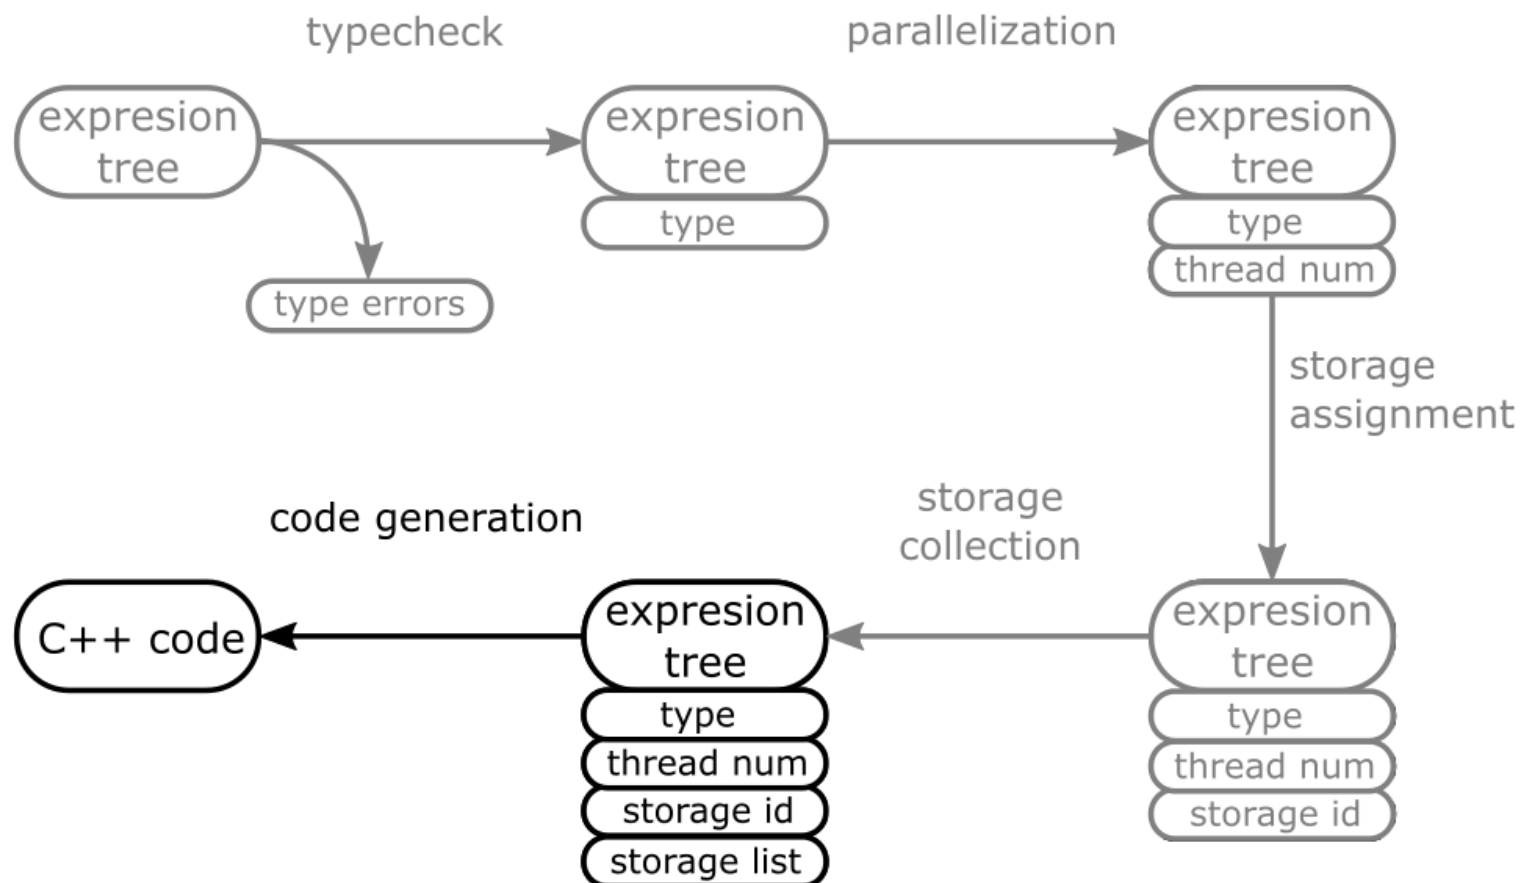 typecheck
parallelization
expresion
tree
expresion
tree
type
expresion
tree
type
thread num
type errors
storage
assignment
code generation
storage
collection
C++ code
expresion
tree
type
thread num
storage id
storage list
expresion
tree
type
thread num
storage id